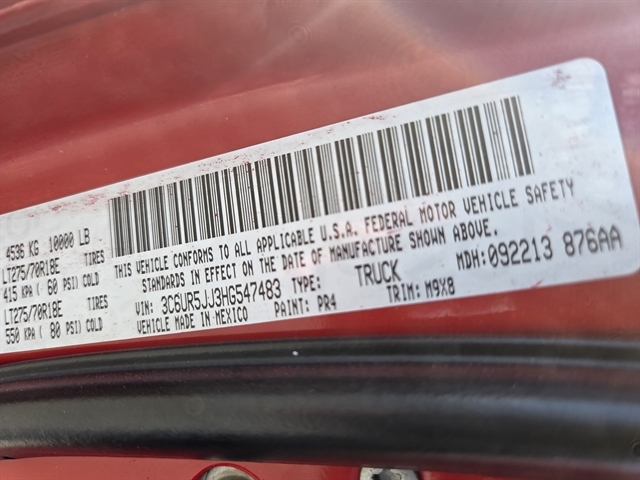 4536 KG 10000 LB
LT275/70R18E TIRES
415 KPA ( 60 PSI) COLD
LT275/70R18E TIRES
550 KPA ( 80 PSI) COLD
THIS VEHICLE CONFORMS TO ALL APPLICABLE U.S.A. FEDERAL MOTOR VEHICLE SAFETY
STANDARDS IN EFFECT ON THE DATE OF MANUFACTURE SHOWN ABOVE.
VIN: 3C6UR5JJ3HG547483 TYPE: TRUCK MDH: 092213 876AA
VEHICLE MADE IN MEXICO PAINT: PR4 TRIM: M9X8